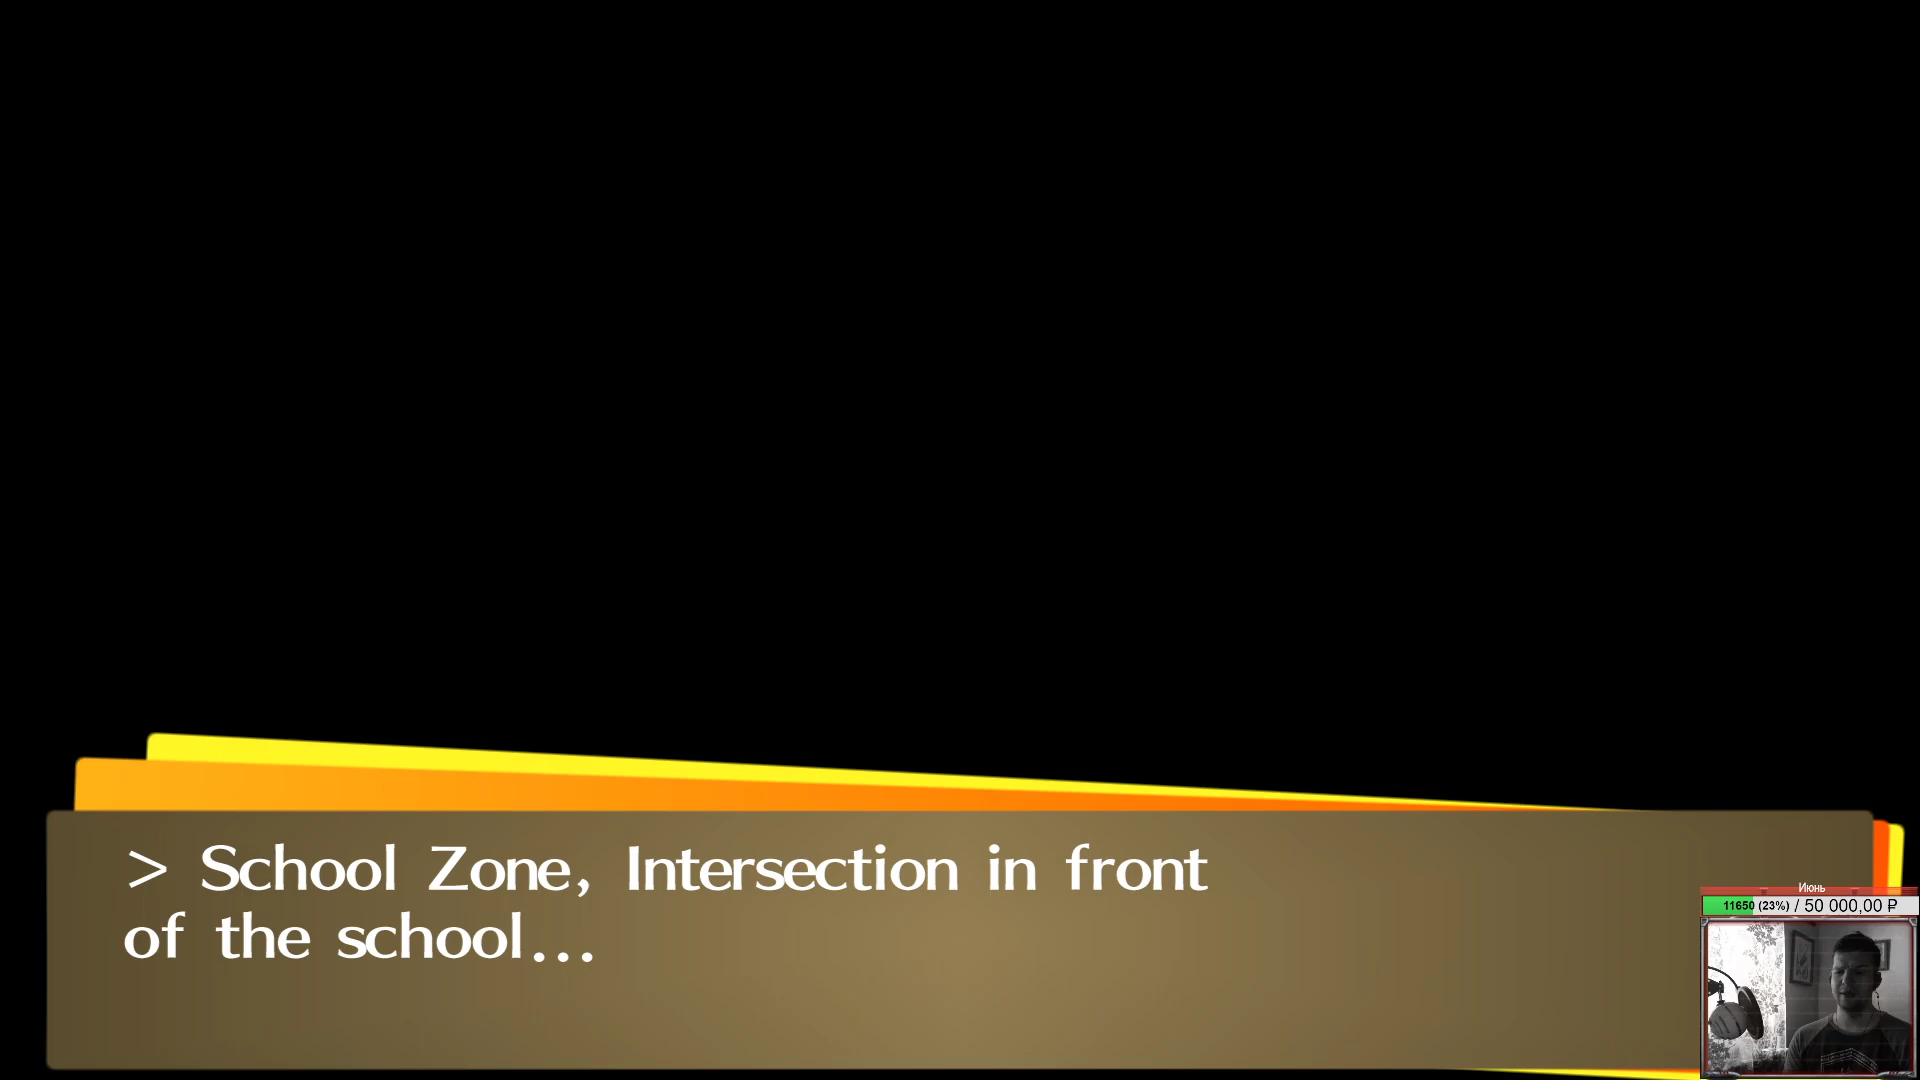 > School Zone, Intersection in front
of the school...
Июнь
11650 (23%) / 50 000,00 ₽